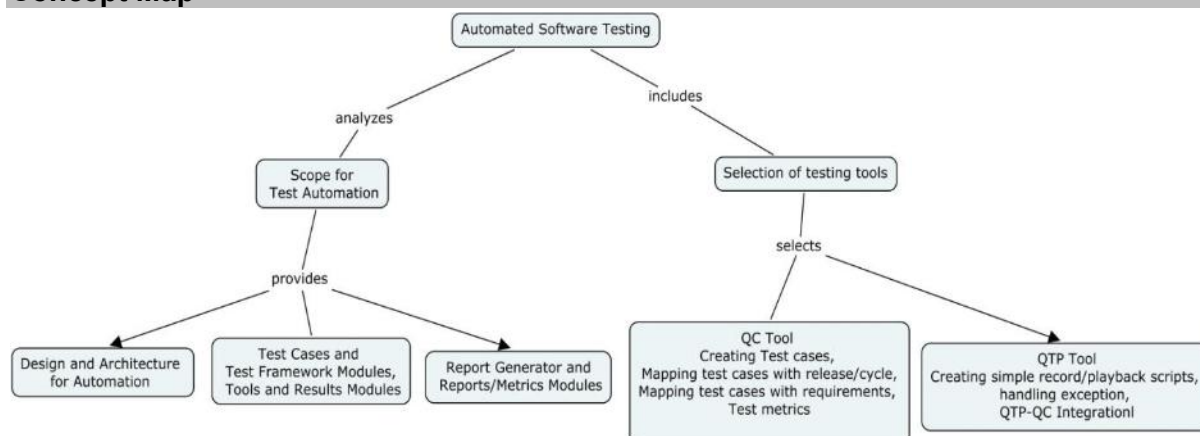 Concept Map
Automated Software Testing
includes
analyzes
Scope for
Test Automation
Selection of testing tools
selects
provides
Design and Architecture
for Automation
Test Cases and
Test Framework Modules,
Tools and Results Modules
Report Generator and
Reports/Metrics Modules
QC Tool
Creating Test cases,
Mapping test cases with release/cycle,
Mapping test cases with requirements,
Test metrics
QTP Tool
Creating simple record/playback scripts,
handling exception,
QTP-QC Integrationl